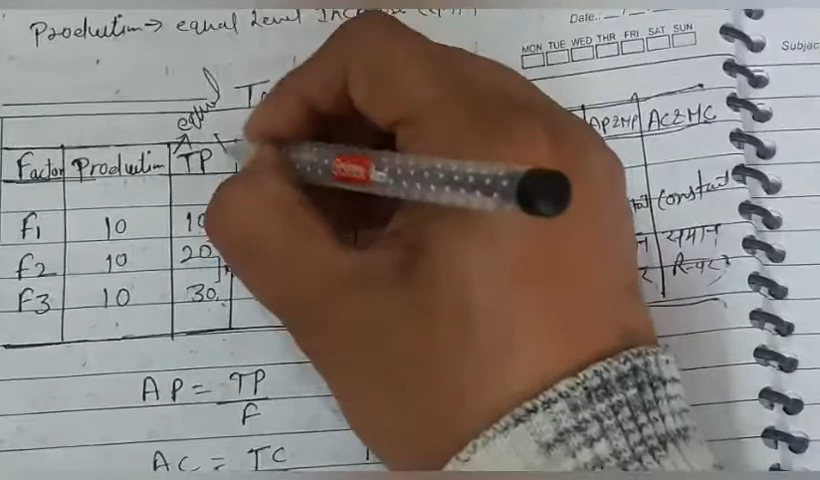 Production → equal Level
Date..
MON TUE WED THR FRI SAT SUN
Subjec
equal
AP=MP AC=MC
Factor Production TP
Constant
F1 10 10
समान
F2 10 20
स्थिर
F3 10 30
AP = TP
F
AC = TC